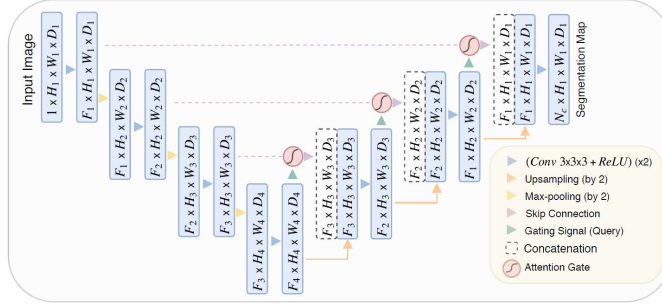 Input Image
1 x H₁ x W₁ x D₁
F₁ x H₁ x W₁ x D₁
F₁ x H₂ x W₂ x D₂
F₂ x H₂ x W₂ x D₂
F₂ x H₃ x W₃ x D₃
F₃ x H₃ x W₃ x D₃
F₃ x H₄ x W₄ x D₄
F₄ x H₄ x W₄ x D₄
F₃ x H₃ x W₃ x D₃
F₃ x H₃ x W₃ x D₃
F₂ x H₃ x W₃ x D₃
F₂ x H₂ x W₂ x D₂
F₂ x H₂ x W₂ x D₂
F₁ x H₂ x W₂ x D₂
F₁ x H₁ x W₁ x D₁
F₁ x H₁ x W₁ x D₁
N꜀ x H₁ x W₁ x D₁
Segmentation Map
(Conv 3x3x3 + ReLU) (x2)
Upsampling (by 2)
Max-pooling (by 2)
Skip Connection
Gating Signal (Query)
Concatenation
Attention Gate